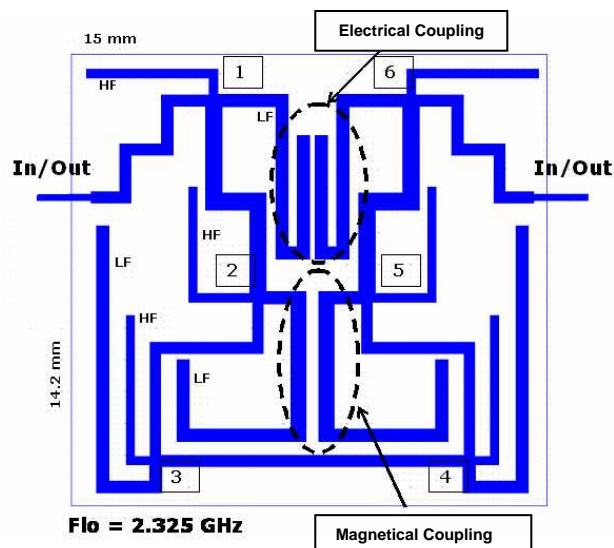 Electrical Coupling
15 mm
1
6
HF
LF
In/Out
In/Out
HF
LF
2
5
HF
LF
14.2 mm
3
4
Flo = 2.325 GHz
Magnetical Coupling